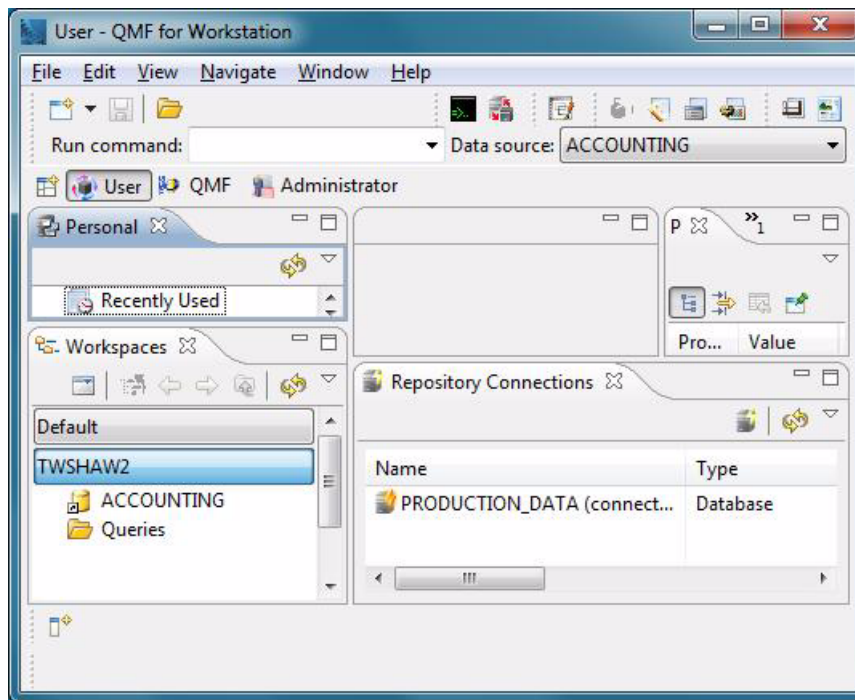 User - QMF for Workstation
File Edit View Navigate Window Help
Run command: Data source: ACCOUNTING
User QMF Administrator
Personal
Recently Used
P »1
Pro... Value
Workspaces
Default
TWSHAW2
ACCOUNTING
Queries
Repository Connections
Name Type
PRODUCTION_DATA (connect... Database